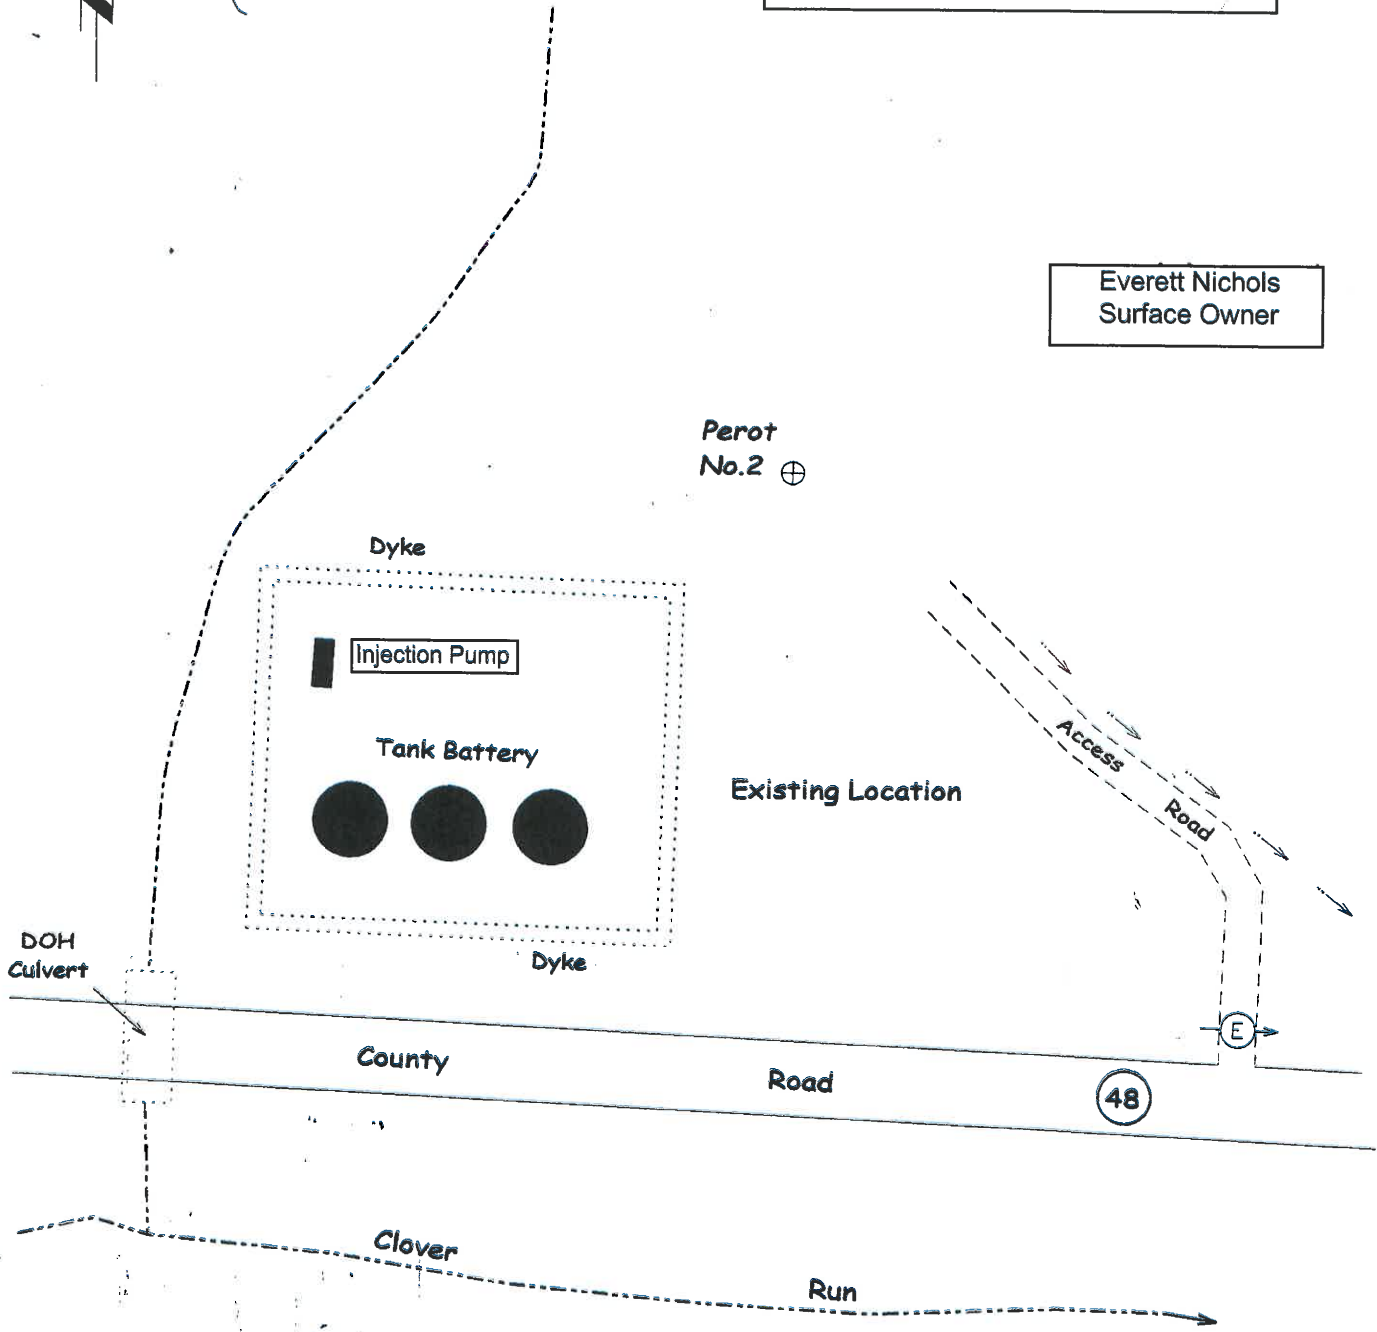 Everett Nichols
Surface Owner
Perot
No.2
Dyke
Injection Pump
Tank Battery
Existing Location
Access
Road
DOH
Culvert
Dyke
E
County
Road
48
Clover
Run